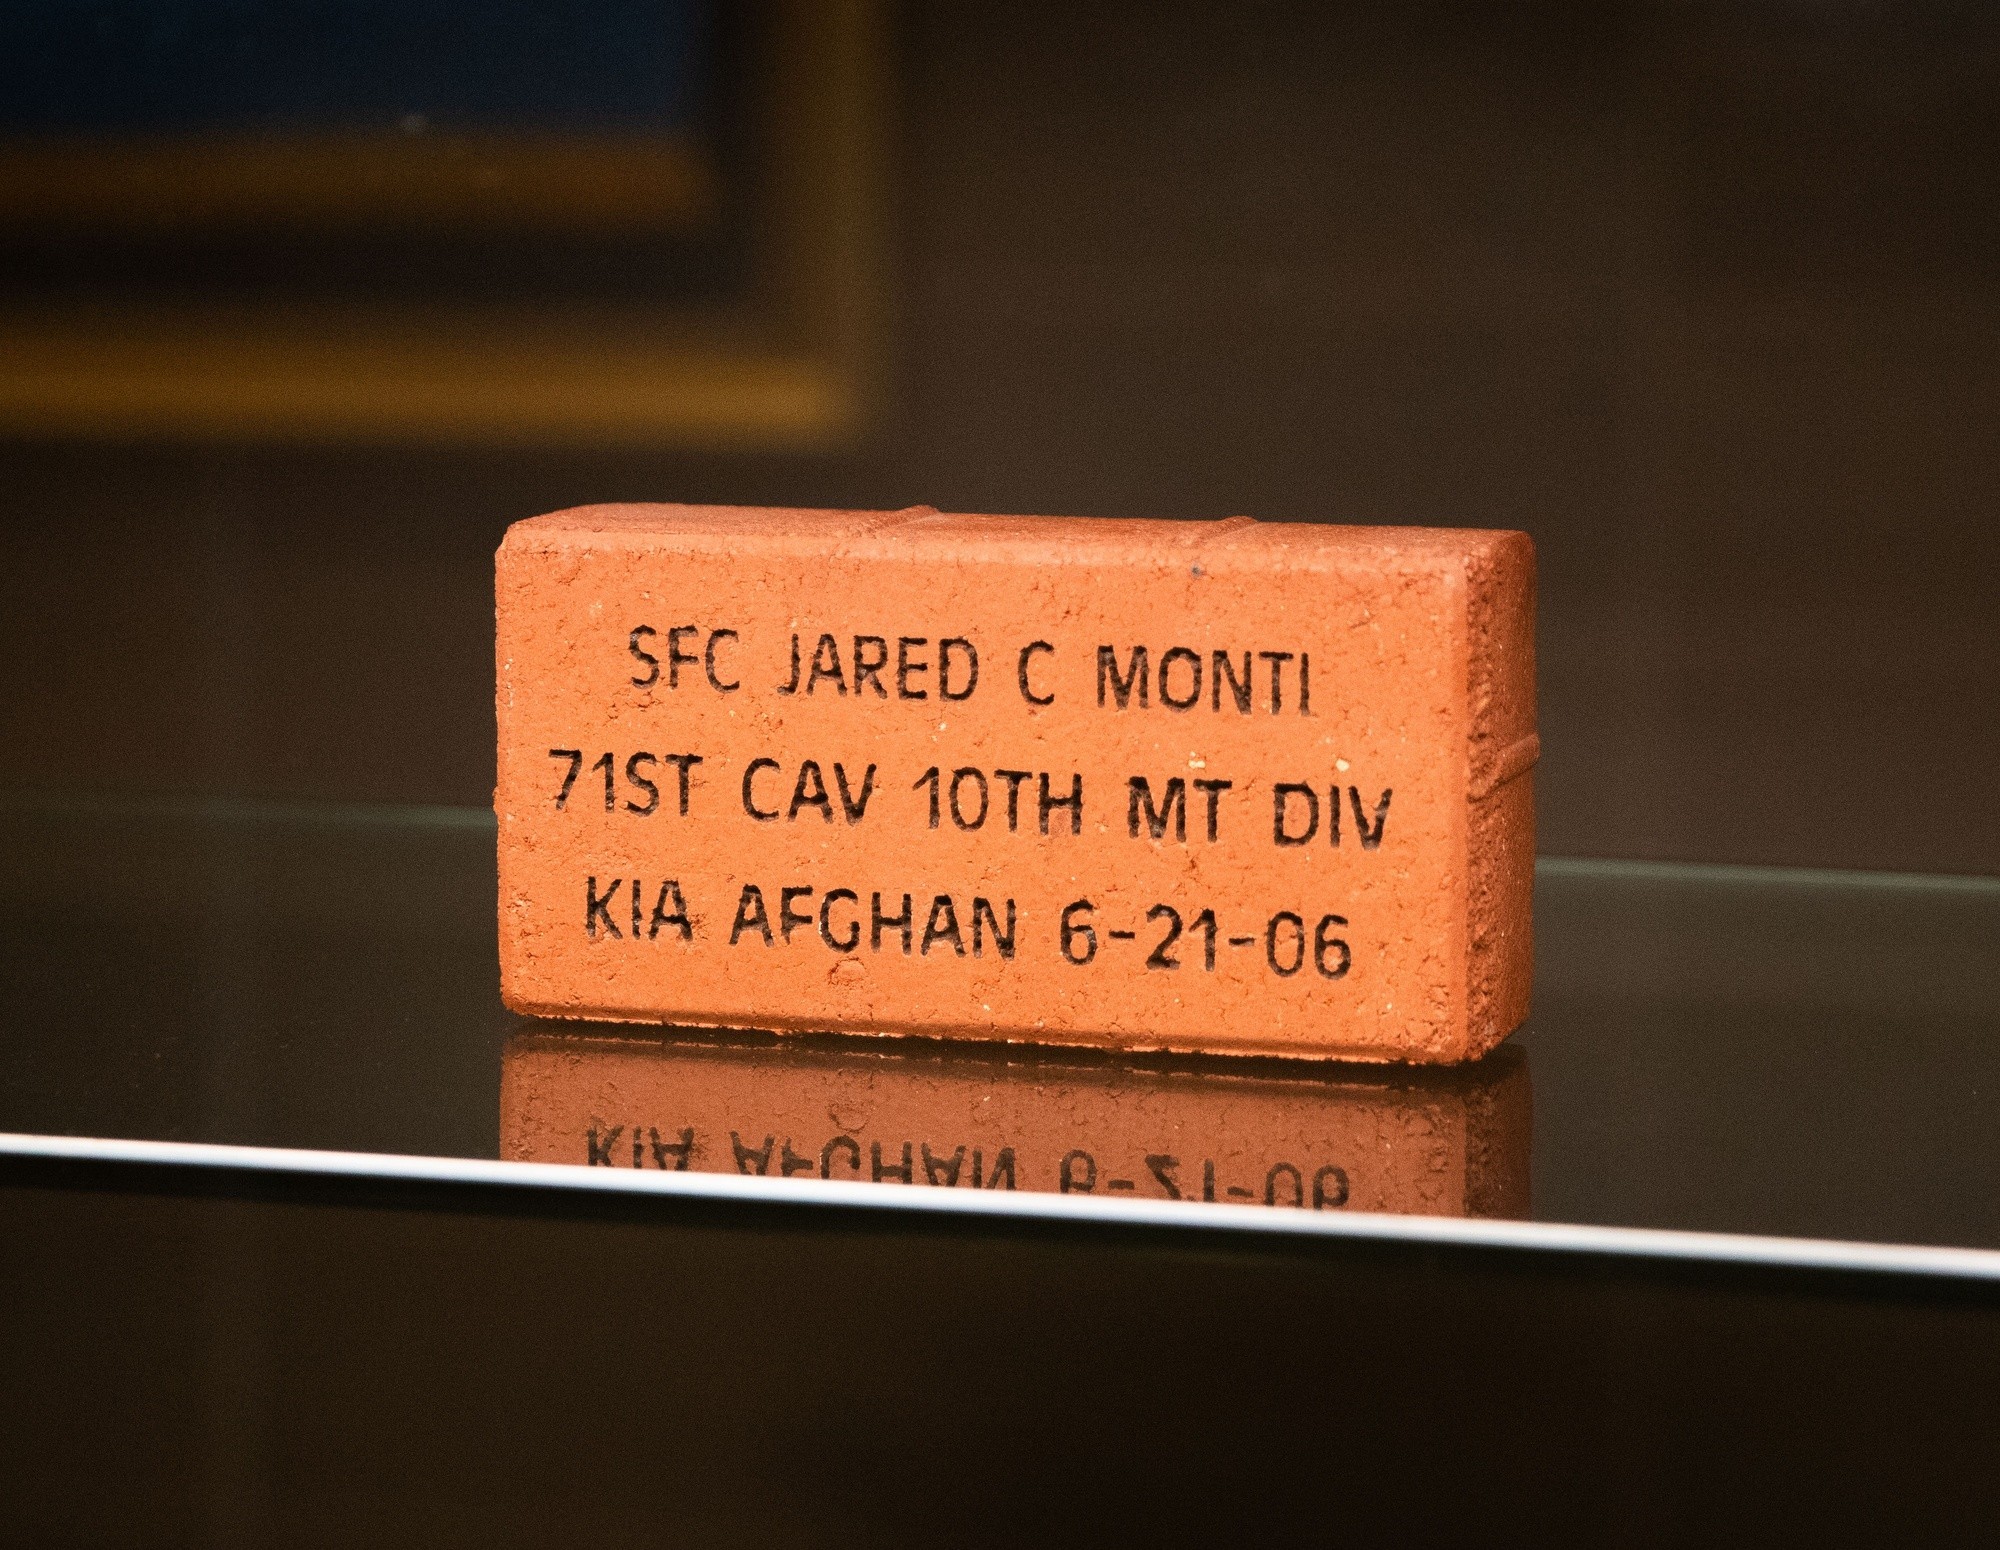 SFC JARED C MONTI
71ST CAV 10TH MT DIV
KIA AFGHAN 6-21-06